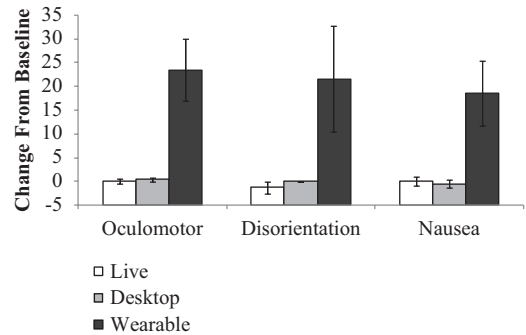 Change From Baseline
35
30
25
20
15
10
5
0
-5
Oculomotor Disorientation Nausea
Live
Desktop
Wearable